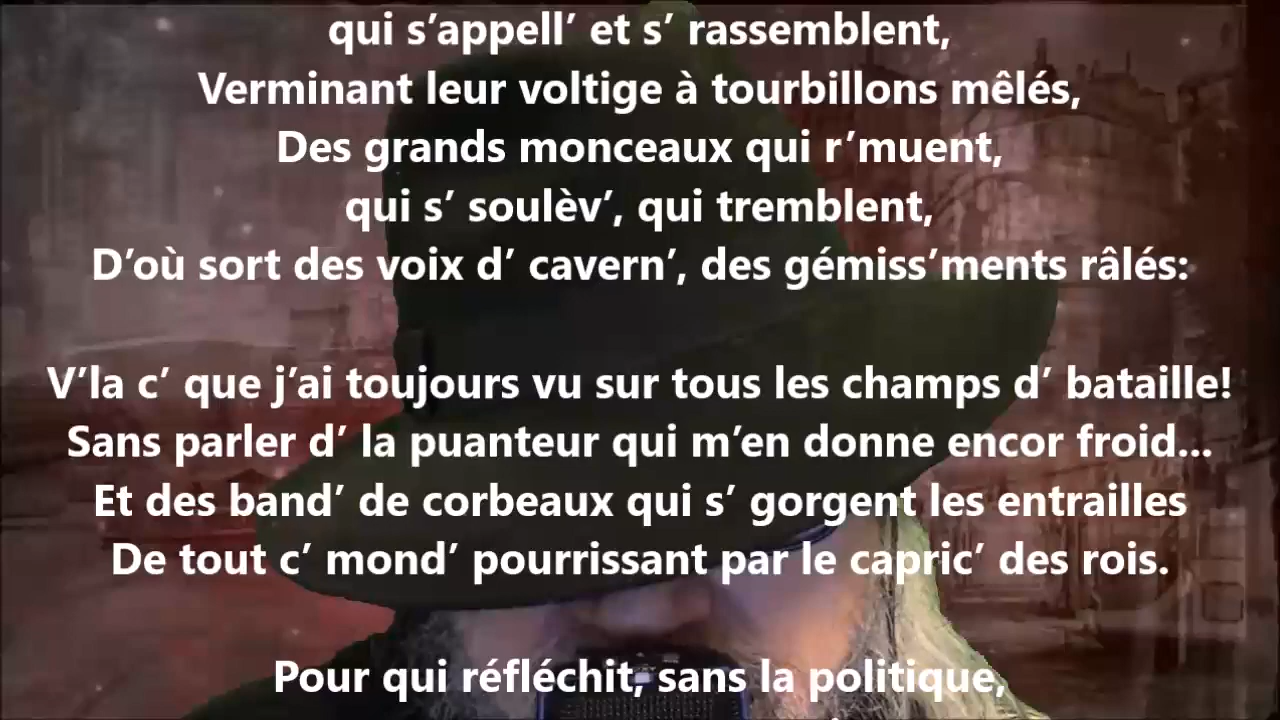 qui s’appell’ et s’ rassemblent,
Verminant leur voltige à tourbillons mêlés,
Des grands monceaux qui r’muent,
qui s’ soulèv’, qui tremblent,
D’où sort des voix d’ cavern’, des gémiss’ments râlés:
V’la c’ que j’ai toujours vu sur tous les champs d’ bataille!
Sans parler d’ la puanteur qui m’en donne encor froid...
Et des band’ de corbeaux qui s’ gorgent les entrailles
De tout c’ mond’ pourrissant par le capric’ des rois.
Pour qui réfléchit, sans la politique,